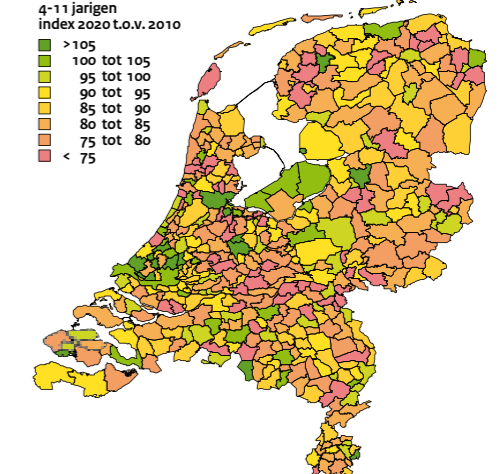 4-11 jarigen
index 2020 t.o.v. 2010
>105
100 tot 105
95 tot 100
90 tot 95
85 tot 90
80 tot 85
75 tot 80
< 75